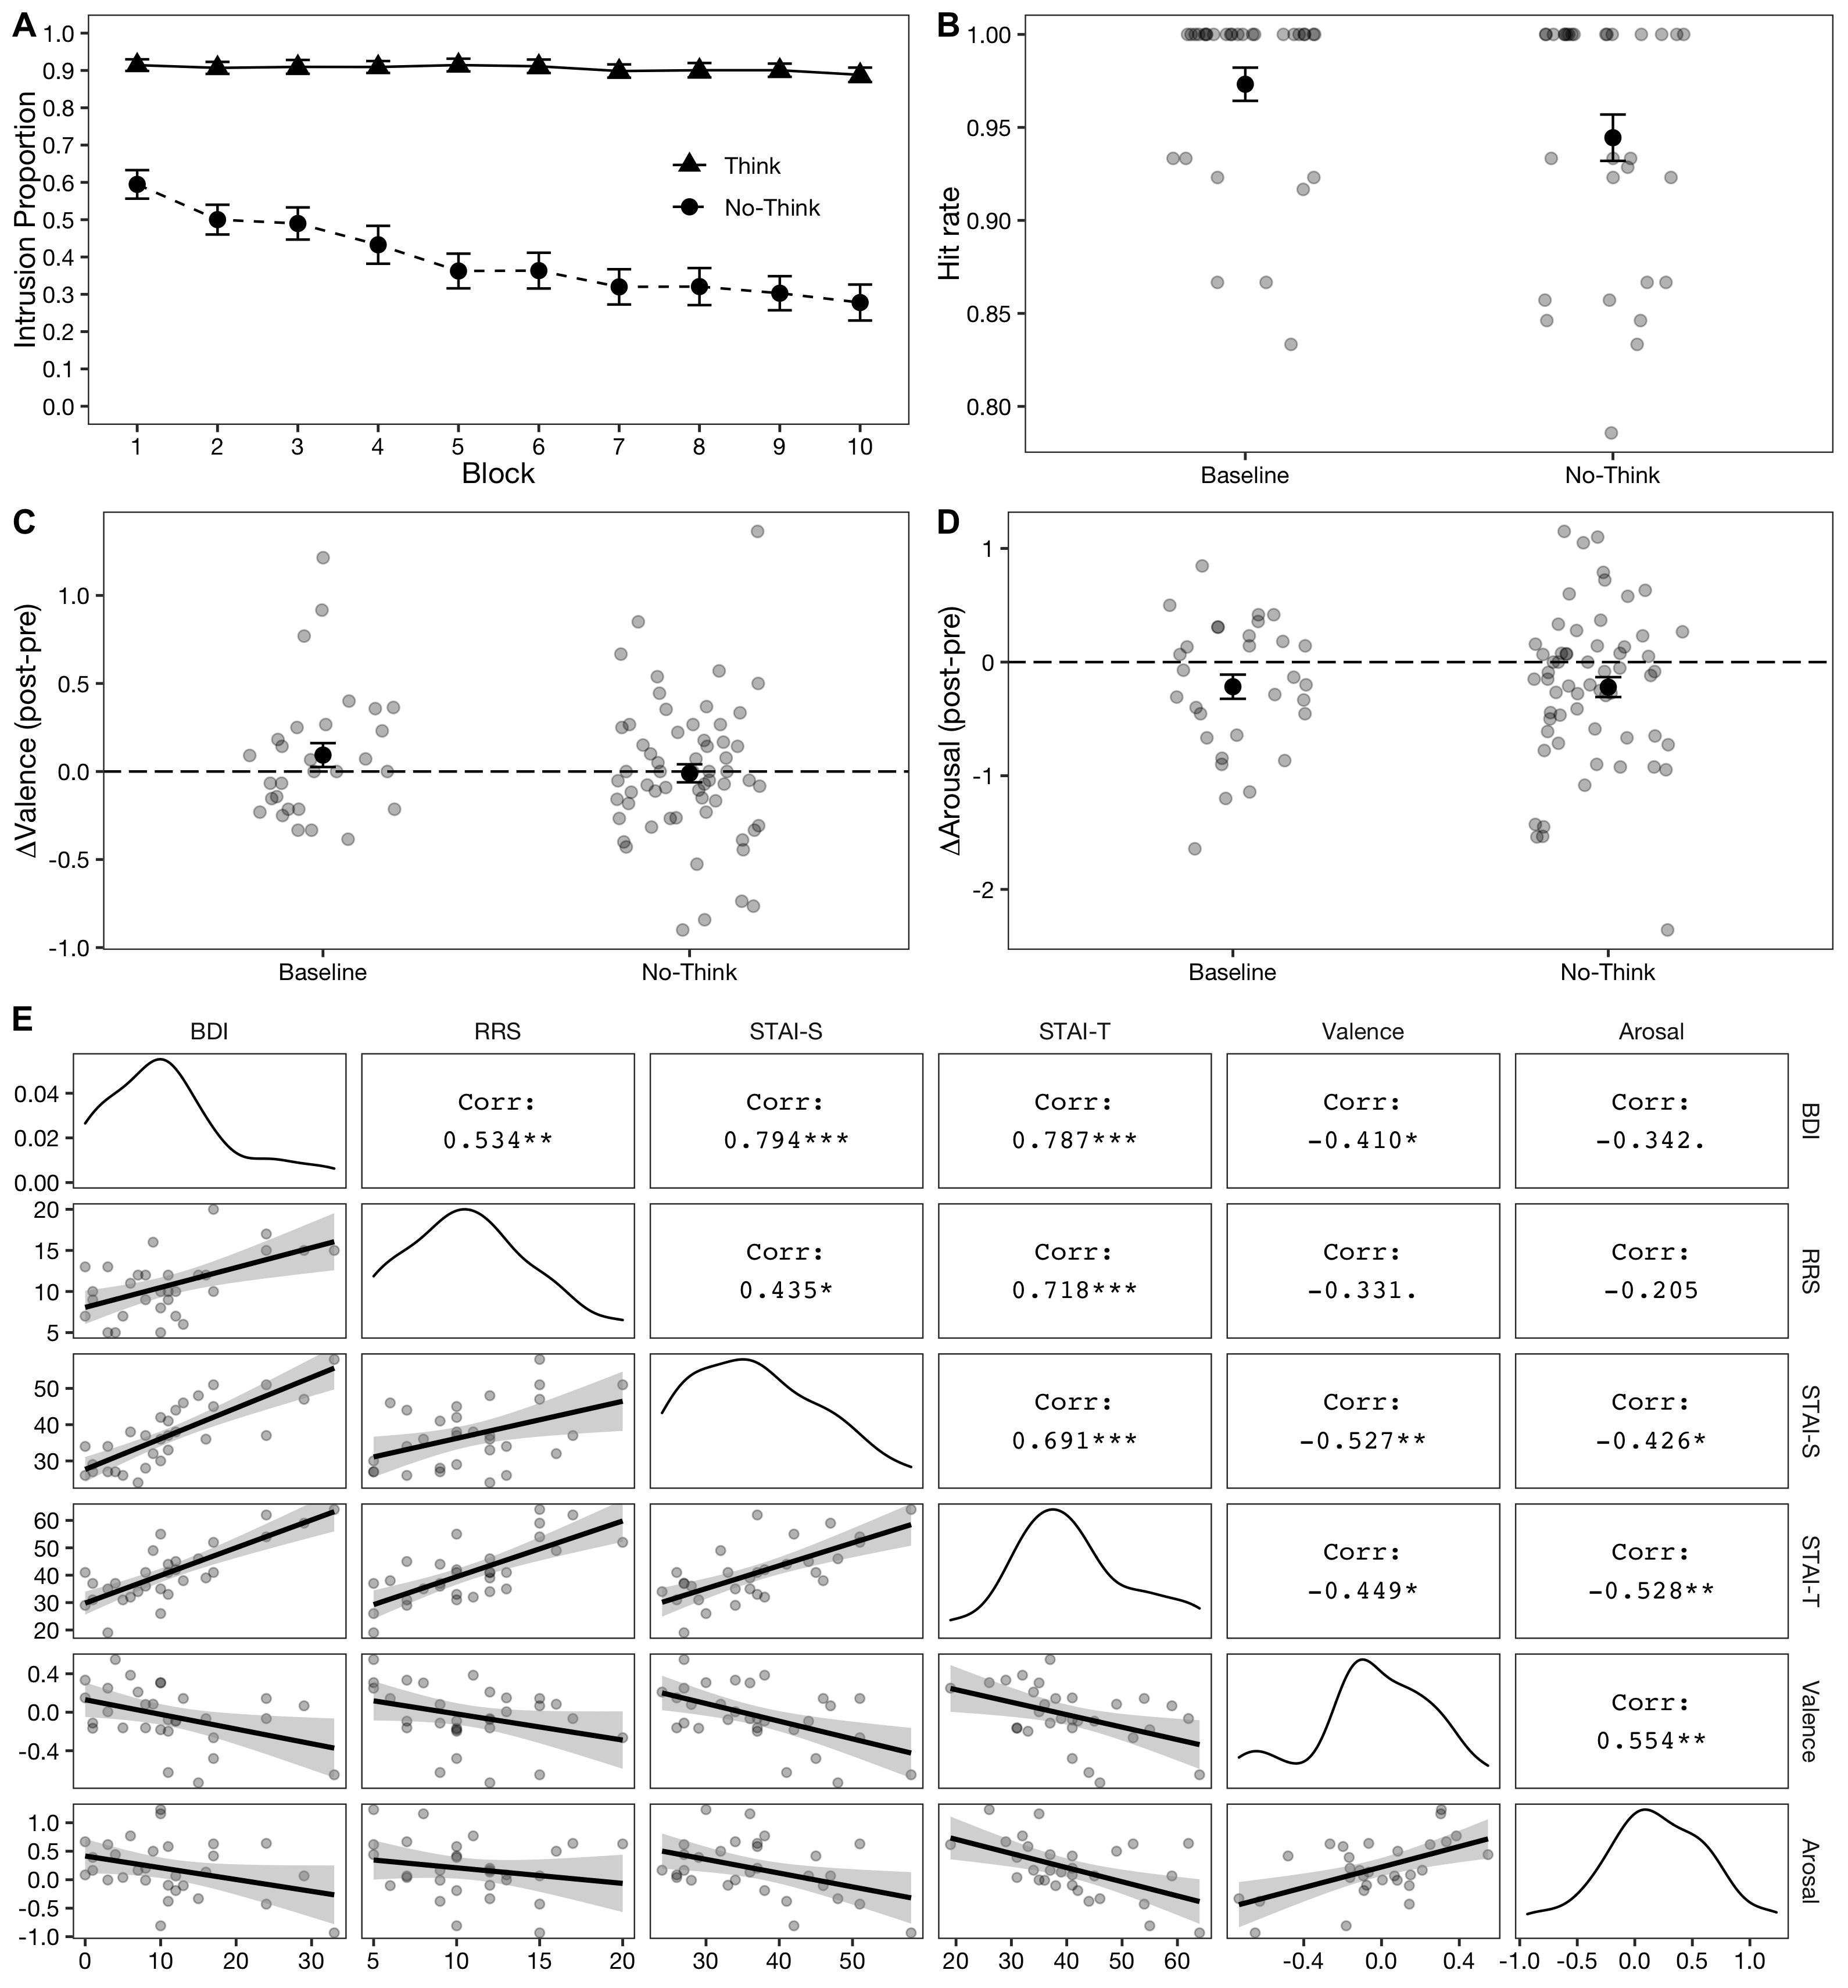 A
1.0
0.9
0.8
0.7
0.6
0.5
0.4
0.3
0.2
0.1
0.0
Intrusion Proportion
Think
No-Think
1 2 3 4 5 6 7 8 9 10
Block
B
1.00
0.95
0.90
0.85
0.80
Hit rate
Baseline No-Think
C
1.0
0.5
0.0
-0.5
-1.0
ΔValence (post-pre)
Baseline No-Think
D
1
0
-1
-2
ΔArousal (post-pre)
Baseline No-Think
E
BDI RRS STAI-S STAI-T Valence Arosal
0.04
0.02
0.00
Corr: Corr: Corr: Corr: Corr:
0.534** 0.794*** 0.787*** -0.410* -0.342.
BDI
20
15
10
5
Corr: Corr: Corr: Corr:
0.435* 0.718*** -0.331. -0.205
RRS
50
40
30
Corr: Corr: Corr:
0.691*** -0.527** -0.426*
STAI-S
60
50
40
30
20
Corr: Corr:
-0.449* -0.528**
STAI-T
0.4
0.0
-0.4
Corr:
0.554**
Valence
1.0
0.5
0.0
-0.5
-1.0
Arosal
0 10 20 30 5 10 15 20 30 40 50 20 30 40 50 60 -0.4 0.0 0.4 -1.0 -0.5 0.0 0.5 1.0